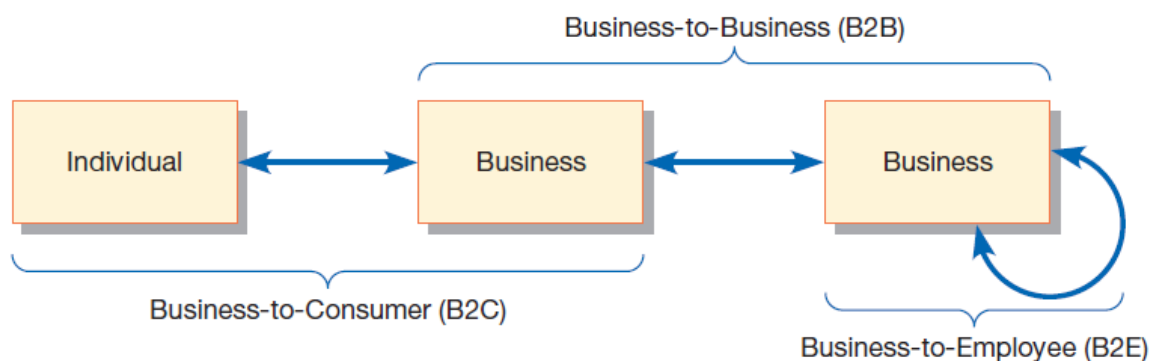 Business-to-Business (B2B)
Individual
Business
Business
Business-to-Consumer (B2C)
Business-to-Employee (B2E)